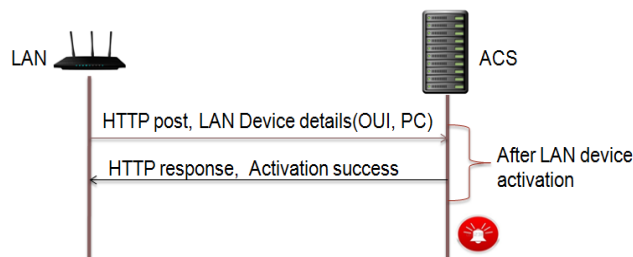 LAN
ACS
HTTP post, LAN Device details(OUI, PC)
HTTP response, Activation success
After LAN device
activation